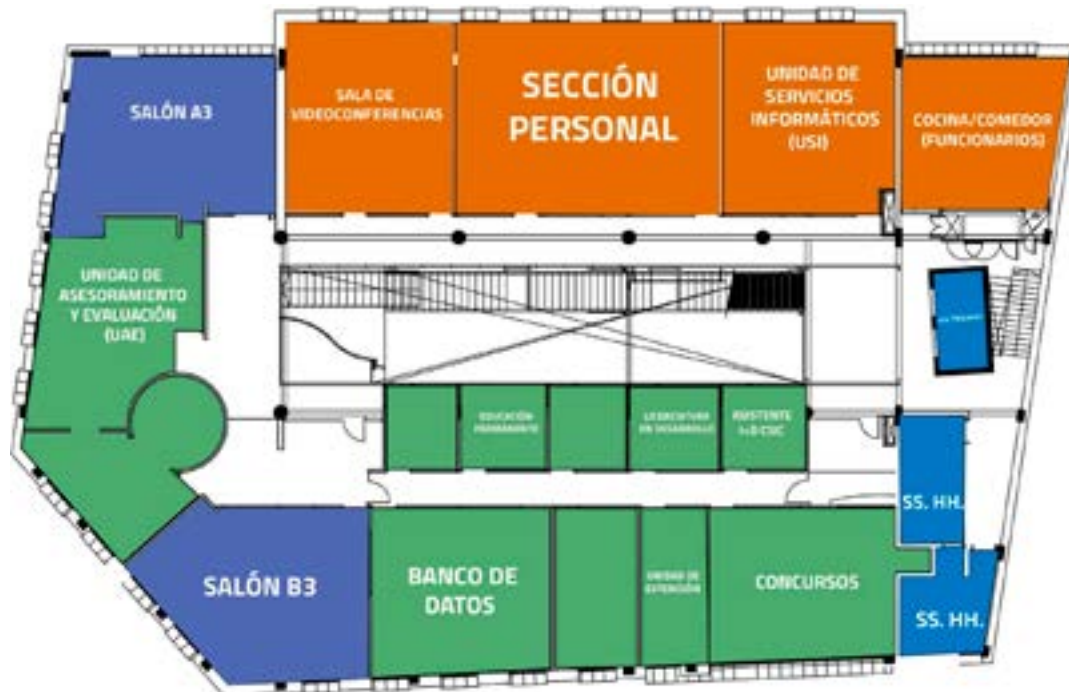 SALÓN A3
SALA DE
VIDEOCONFERENCIAS
SECCIÓN
PERSONAL
UNIDAD DE
SERVICIOS
INFORMÁTICOS
(USI)
COCINA/COMEDOR
(FUNCIONARIOS)
UNIDAD DE
ASESORAMIENTO
Y EVALUACIÓN
(UAE)
EDUCACIÓN
PERMANENTE
LICENCIATURA
EN DESARROLLO
ASISTENTE
CSIC
SS. HH.
SALÓN B3
BANCO DE
DATOS
UNIDAD DE
EXTENSIÓN
CONCURSOS
SS. HH.